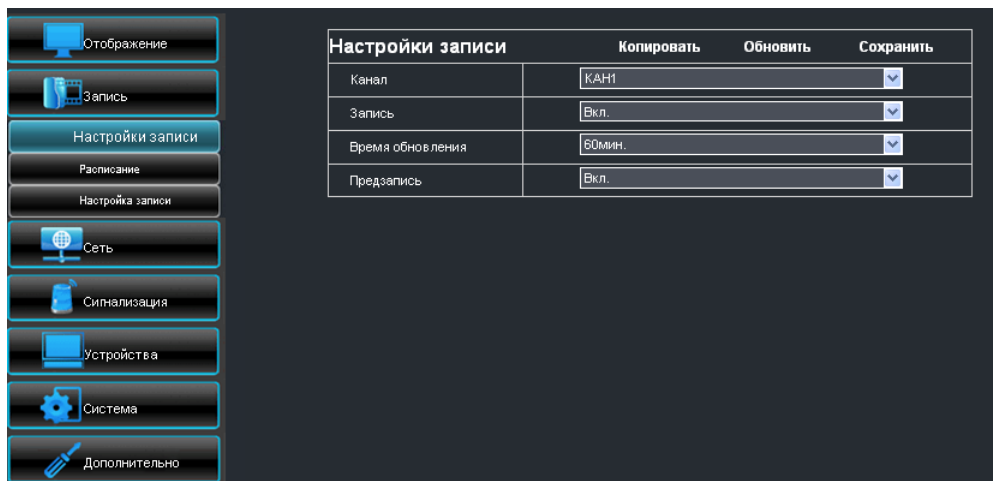 Отображение
Запись
Настройки записи
Расписание
Настройка записи
Сеть
Сигнализация
Устройства
Система
Дополнительно
Настройки записи Копировать Обновить Сохранить
Канал КАН1
Запись Вкл.
Время обновления 60мин.
Предзапись Вкл.